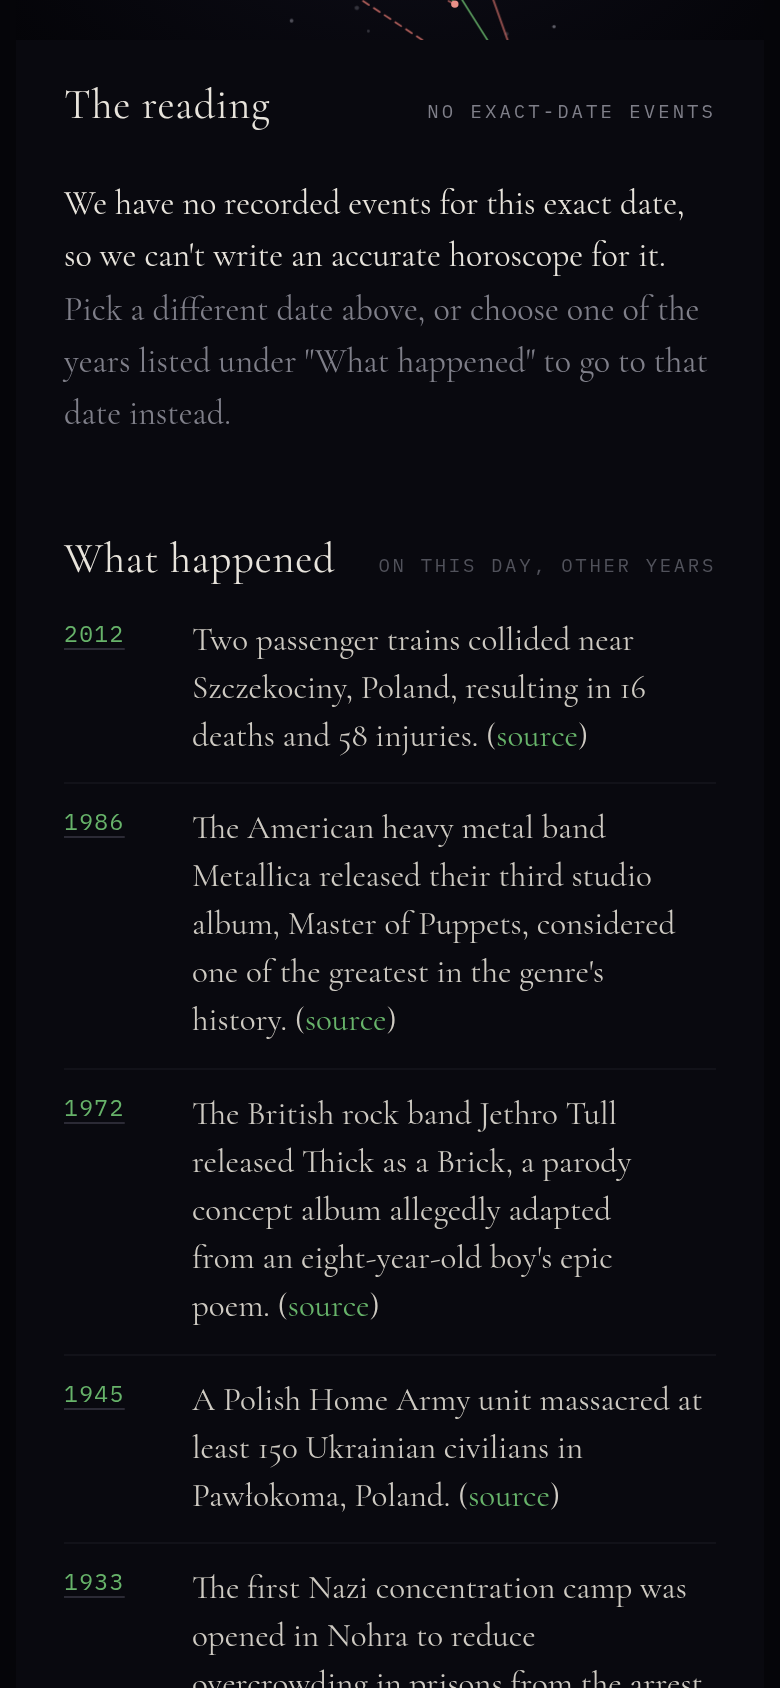 The reading
NO EXACT-DATE EVENTS
We have no recorded events for this exact date,
so we can't write an accurate horoscope for it.
Pick a different date above, or choose one of the
years listed under "What happened" to go to that
date instead.
What happened
ON THIS DAY, OTHER YEARS
2012
Two passenger trains collided near
Szczekociny, Poland, resulting in 16
deaths and 58 injuries. (source)
1986
The American heavy metal band
Metallica released their third studio
album, Master of Puppets, considered
one of the greatest in the genre's
history. (source)
1972
The British rock band Jethro Tull
released Thick as a Brick, a parody
concept album allegedly adapted
from an eight-year-old boy's epic
poem. (source)
1945
A Polish Home Army unit massacred at
least 150 Ukrainian civilians in
Pawłokoma, Poland. (source)
1933
The first Nazi concentration camp was
opened in Nohra to reduce
overcrowding in prisons from the arrest